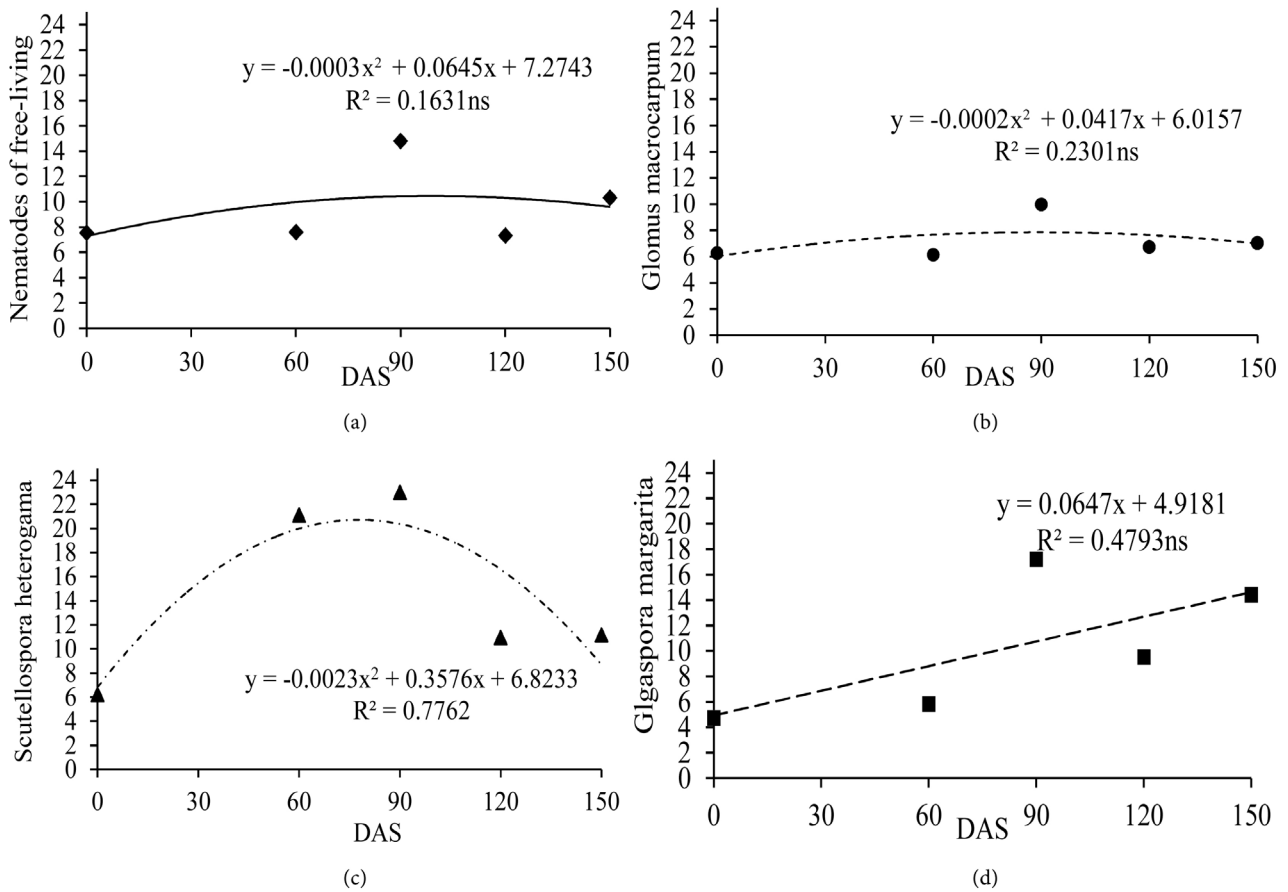 Nematodes of free-living
24
22
20
18
16
14
12
10
8
6
4
2
0
y = -0.0003x² + 0.0645x + 7.2743
R² = 0.1631ns
0 30 60 90 120 150
DAS
(a)
Glomus macrocarpum
24
22
20
18
16
14
12
10
8
6
4
2
0
y = -0.0002x² + 0.0417x + 6.0157
R² = 0.2301ns
0 30 60 90 120 150
DAS
(b)
Scutellospora heterogama
24
22
20
18
16
14
12
10
8
6
4
2
0
y = -0.0023x² + 0.3576x + 6.8233
R² = 0.7762
0 30 60 90 120 150
DAS
(c)
GIgaspora margarita
24
22
20
18
16
14
12
10
8
6
4
2
0
y = 0.0647x + 4.9181
R² = 0.4793ns
0 30 60 90 120 150
DAS
(d)